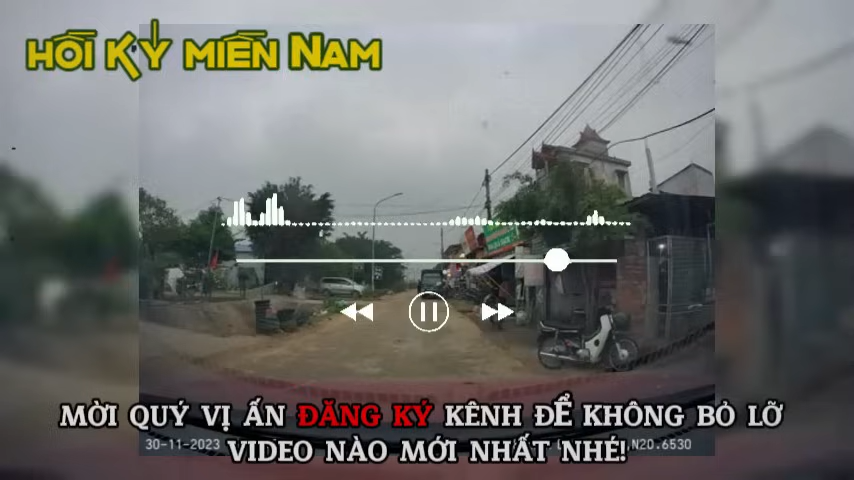 HỒI KÝ MIỀN NAM
MỜI QUÝ VỊ ẤN ĐĂNG KÝ KÊNH ĐỂ KHÔNG BỎ LỠ
30-11-2023
VIDEO NÀO MỚI NHẤT NHÉ!
N20.6530